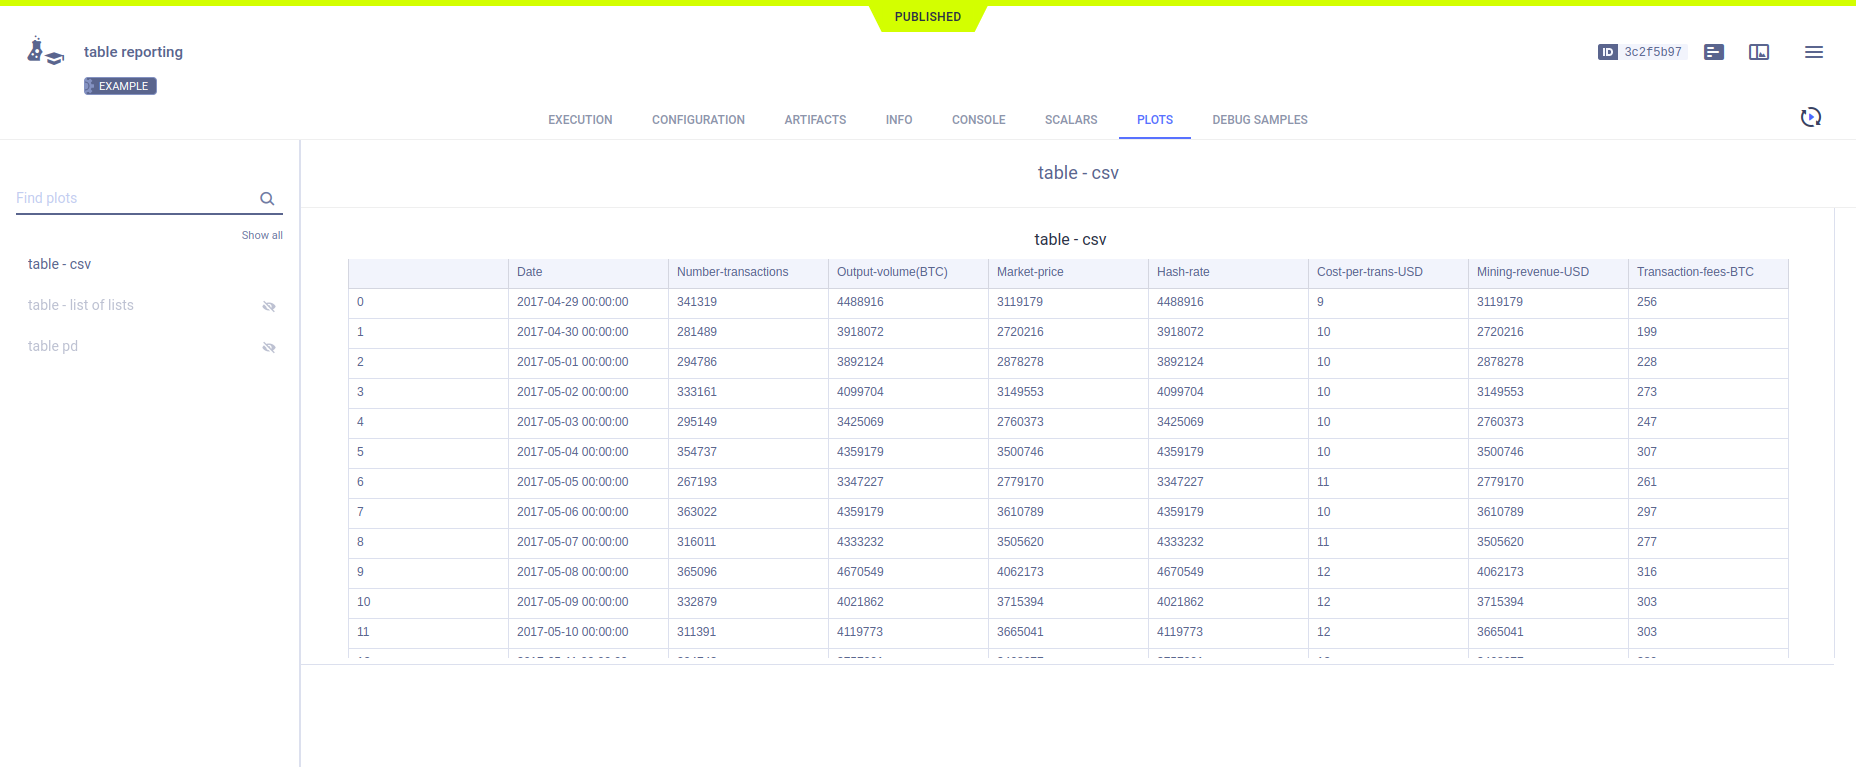 PUBLISHED
table reporting
ID 3c2f5b97
EXAMPLE
EXECUTION CONFIGURATION ARTIFACTS INFO CONSOLE SCALARS PLOTS DEBUG SAMPLES
Find plots
Show all
table - csv
table - list of lists
table pd
table - csv
table - csv
Date Number-transactions Output-volume(BTC) Market-price Hash-rate Cost-per-trans-USD Mining-revenue-USD Transaction-fees-BTC
0 2017-04-29 00:00:00 341319 4488916 3119179 4488916 9 3119179 256
1 2017-04-30 00:00:00 281489 3918072 2720216 3918072 10 2720216 199
2 2017-05-01 00:00:00 294786 3892124 2878278 3892124 10 2878278 228
3 2017-05-02 00:00:00 333161 4099704 3149553 4099704 10 3149553 273
4 2017-05-03 00:00:00 295149 3425069 2760373 3425069 10 2760373 247
5 2017-05-04 00:00:00 354737 4359179 3500746 4359179 10 3500746 307
6 2017-05-05 00:00:00 267193 3347227 2779170 3347227 11 2779170 261
7 2017-05-06 00:00:00 363022 4359179 3610789 4359179 10 3610789 297
8 2017-05-07 00:00:00 316011 4333232 3505620 4333232 11 3505620 277
9 2017-05-08 00:00:00 365096 4670549 4062173 4670549 12 4062173 316
10 2017-05-09 00:00:00 332879 4021862 3715394 4021862 12 3715394 303
11 2017-05-10 00:00:00 311391 4119773 3665041 4119773 12 3665041 303